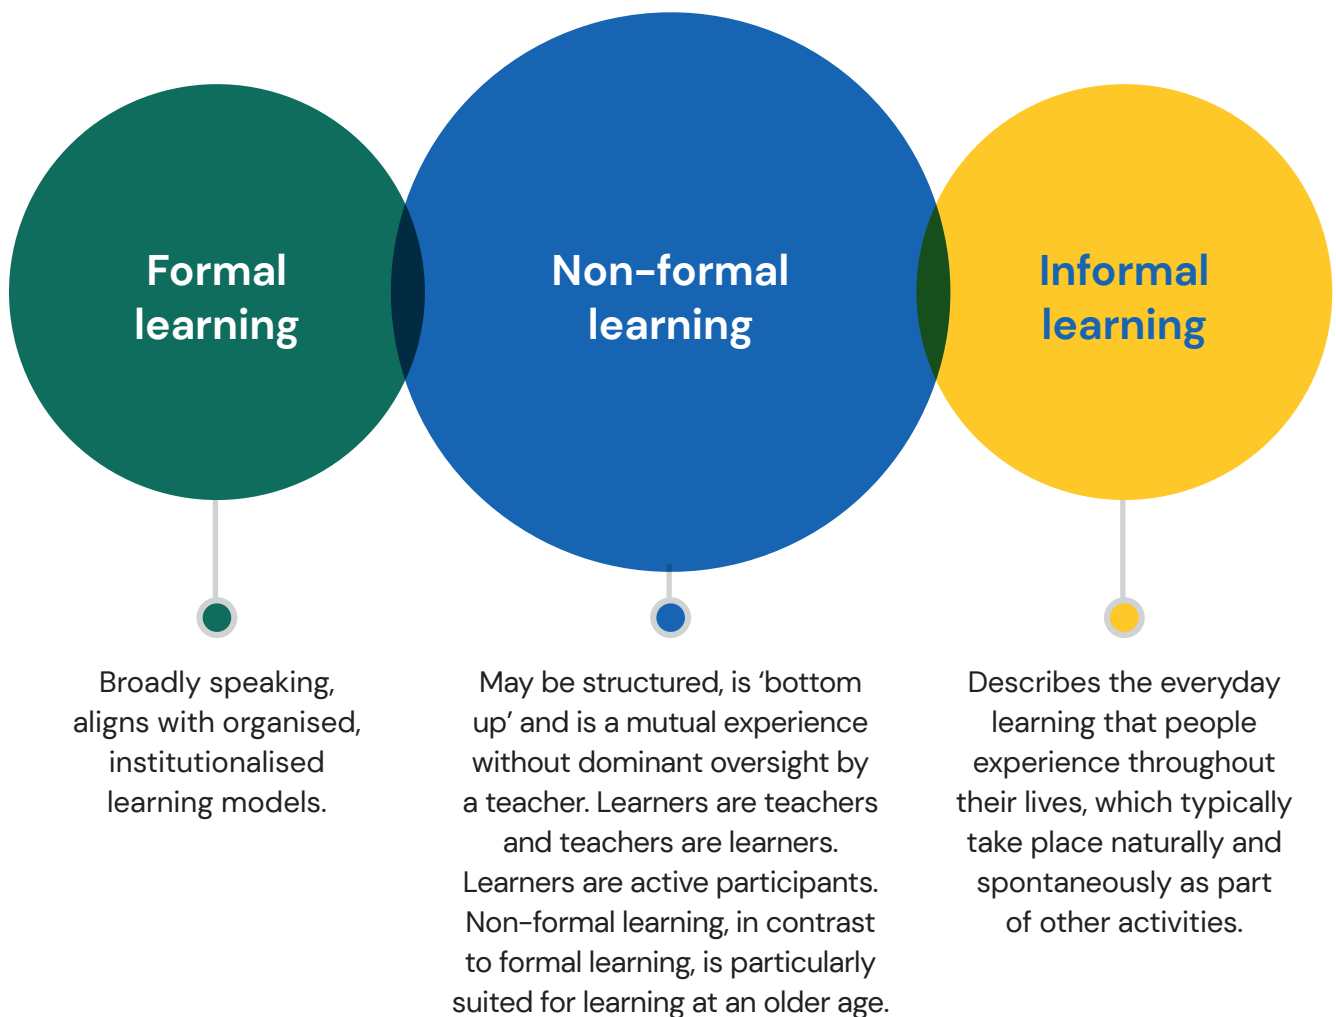 Formal
learning
Non-formal
learning
Informal
learning
Broadly speaking,
aligns with organised,
institutionalised
learning models.
May be structured, is ‘bottom
up’ and is a mutual experience
without dominant oversight by
a teacher. Learners are teachers
and teachers are learners.
Learners are active participants.
Non-formal learning, in contrast
to formal learning, is particularly
suited for learning at an older age.
Describes the everyday
learning that people
experience throughout
their lives, which typically
take place naturally and
spontaneously as part
of other activities.